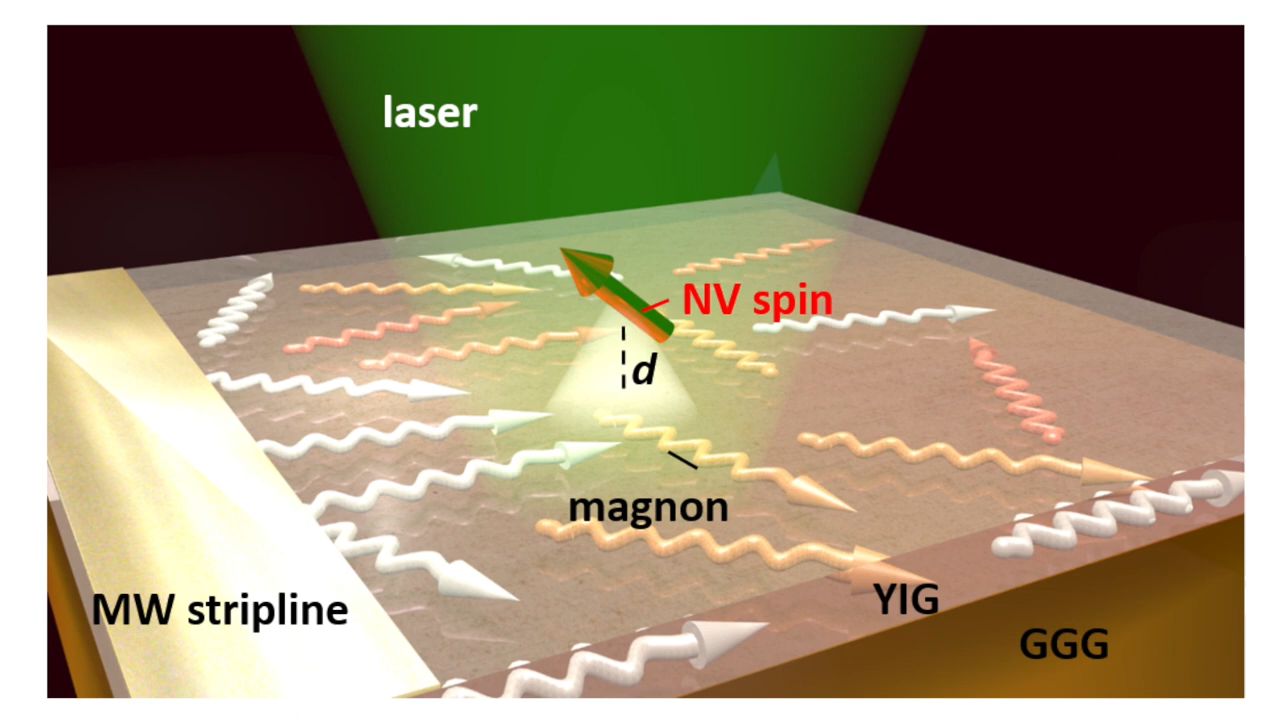 laser
NV spin
d
magnon
YIG
MW stripline
GGG